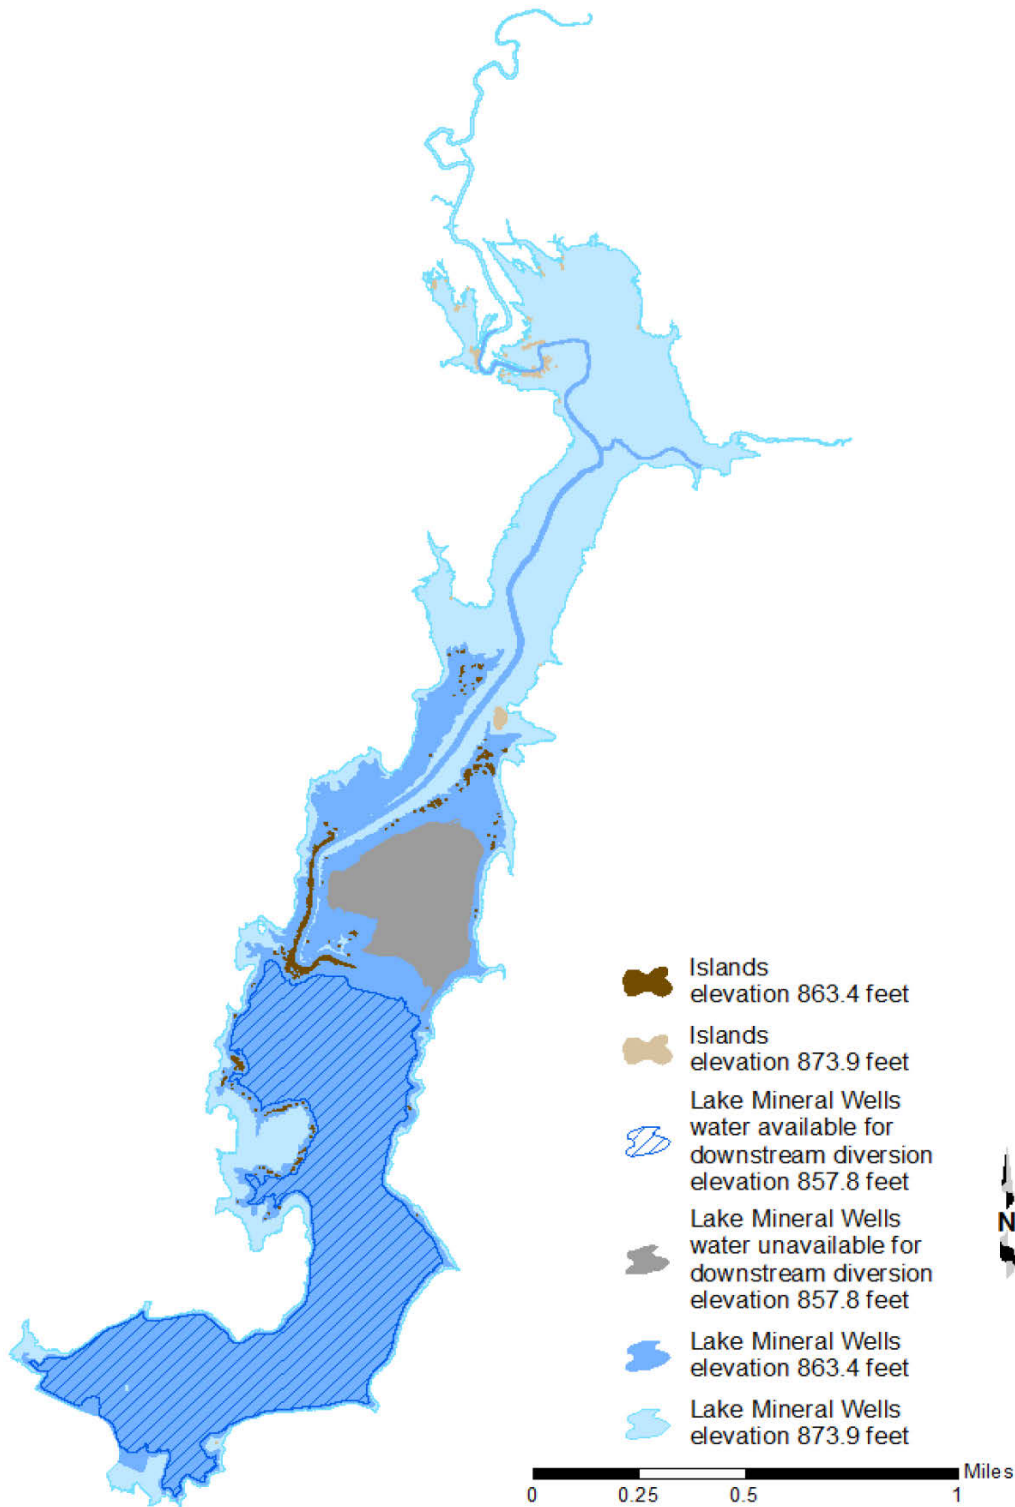 Islands
elevation 863.4 feet
Islands
elevation 873.9 feet
Lake Mineral Wells
water available for
downstream diversion
elevation 857.8 feet
Lake Mineral Wells
water unavailable for
downstream diversion
elevation 857.8 feet
Lake Mineral Wells
elevation 863.4 feet
Lake Mineral Wells
elevation 873.9 feet
N
Miles
0 0.25 0.5 1